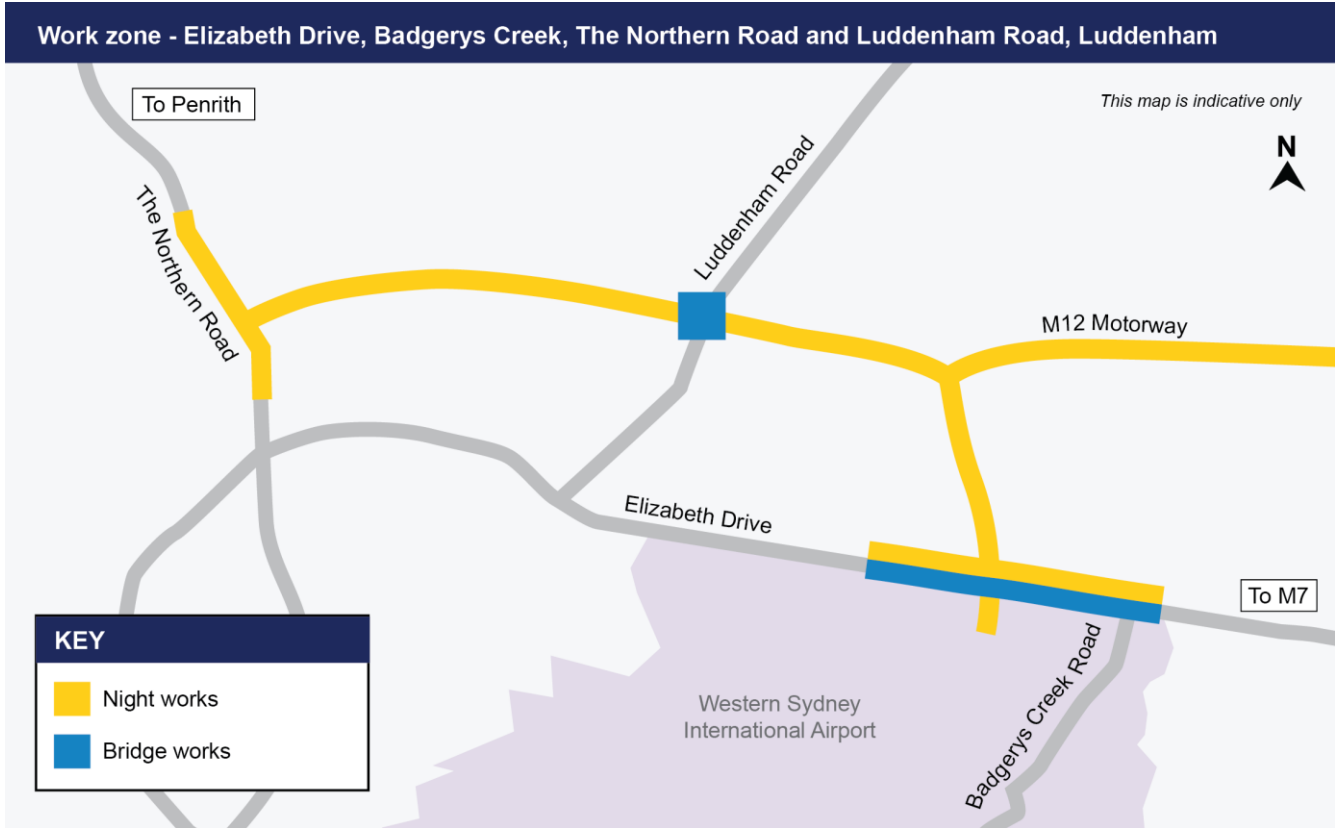 Work zone - Elizabeth Drive, Badgerys Creek, The Northern Road and Luddenham Road, Luddenham
To Penrith
This map is indicative only
N
The Northern Road
Luddenham Road
M12 Motorway
Elizabeth Drive
To M7
Badgerys Creek Road
Western Sydney
International Airport
KEY
Night works
Bridge works